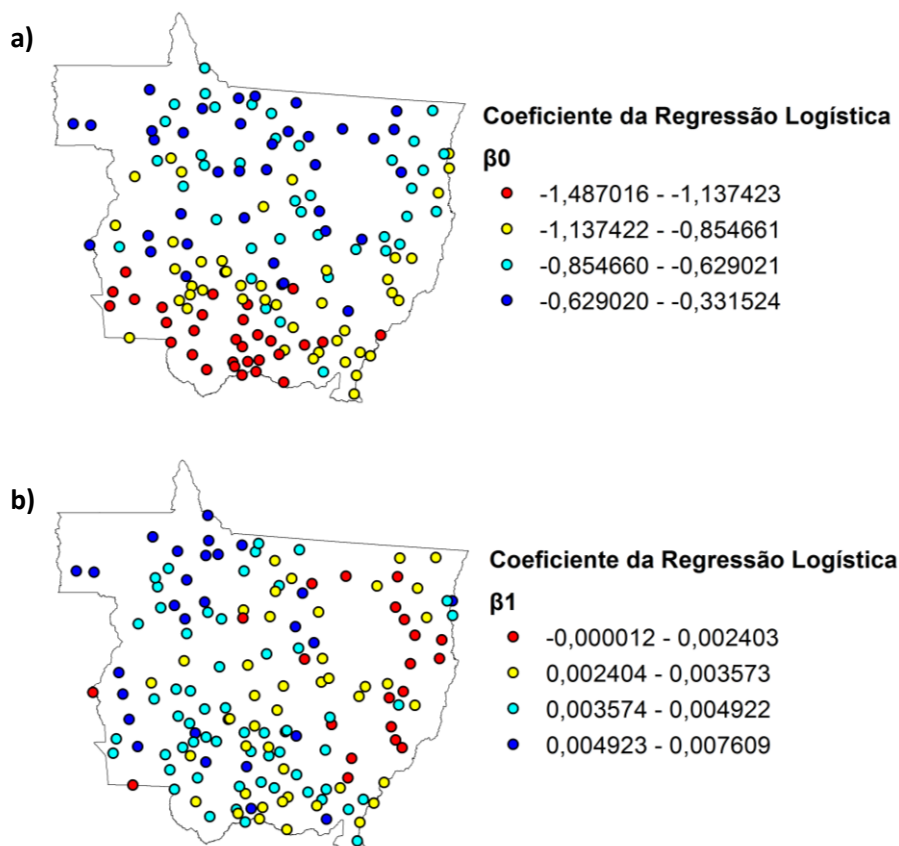 a)
Coeficiente da Regressão Logística
β0
-1,487016 - -1,137423
-1,137422 - -0,854661
-0,854660 - -0,629021
-0,629020 - -0,331524
b)
Coeficiente da Regressão Logística
β1
-0,000012 - 0,002403
0,002404 - 0,003573
0,003574 - 0,004922
0,004923 - 0,007609